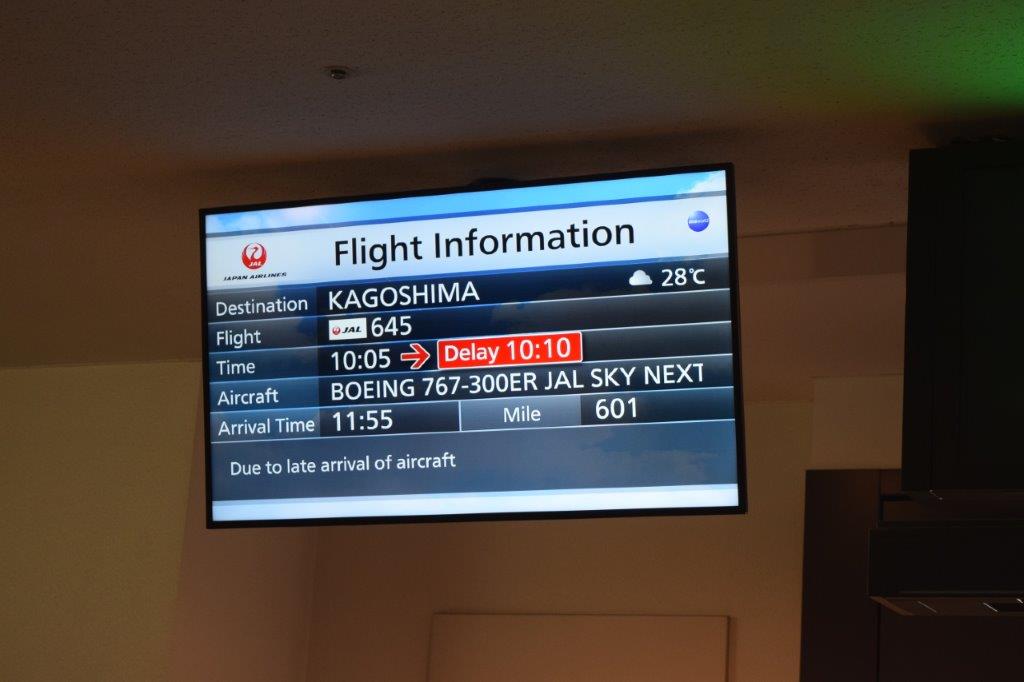 Flight Information
JAL
JAPAN AIRLINES
Destination KAGOSHIMA 28℃
Flight JAL 645
Time 10:05 → Delay 10:10
Aircraft BOEING 767-300ER JAL SKY NEXT
Arrival Time 11:55 Mile 601
Due to late arrival of aircraft